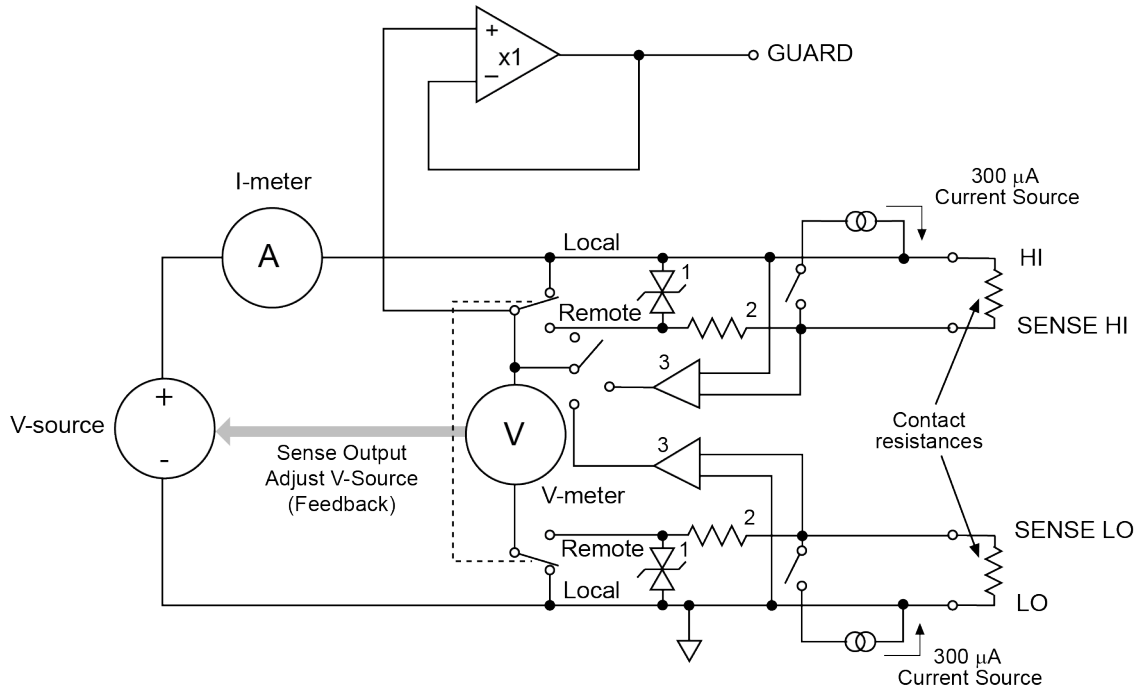 +
x1
−
GUARD
I-meter
A
300 µA
Current Source
Local
HI
1
Remote
2
SENSE HI
3
+
V-source
-
V
Sense Output
Adjust V-Source
(Feedback)
Contact
resistances
3
V-meter
2
SENSE LO
Remote
1
Local
LO
300 µA
Current Source